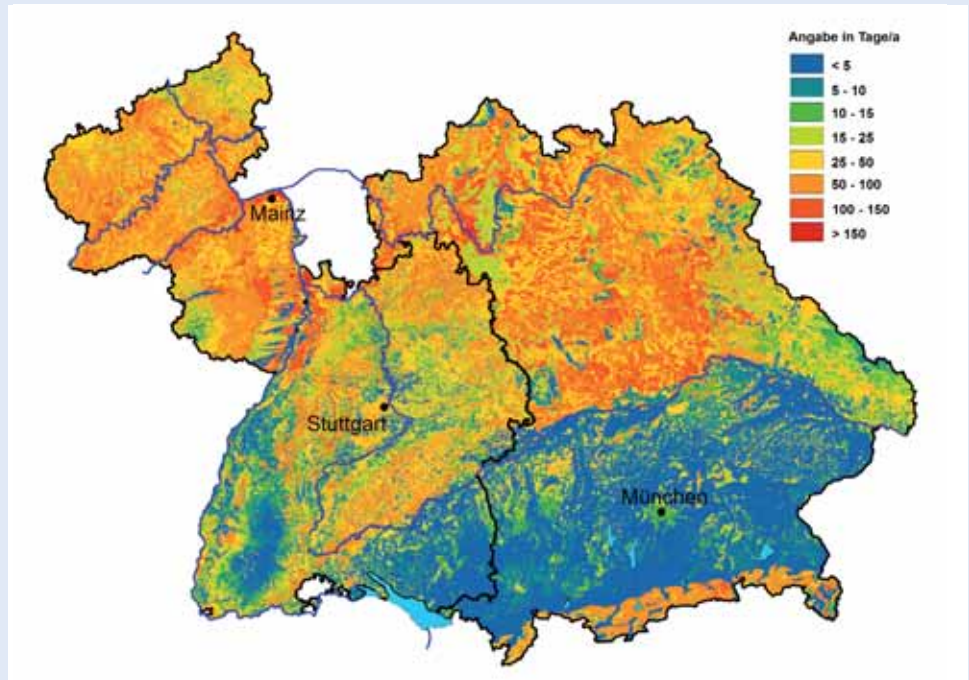 Angabe in Tage/a
< 5
5 - 10
10 - 15
15 - 25
25 - 50
50 - 100
100 - 150
> 150
Mainz
Stuttgart
München